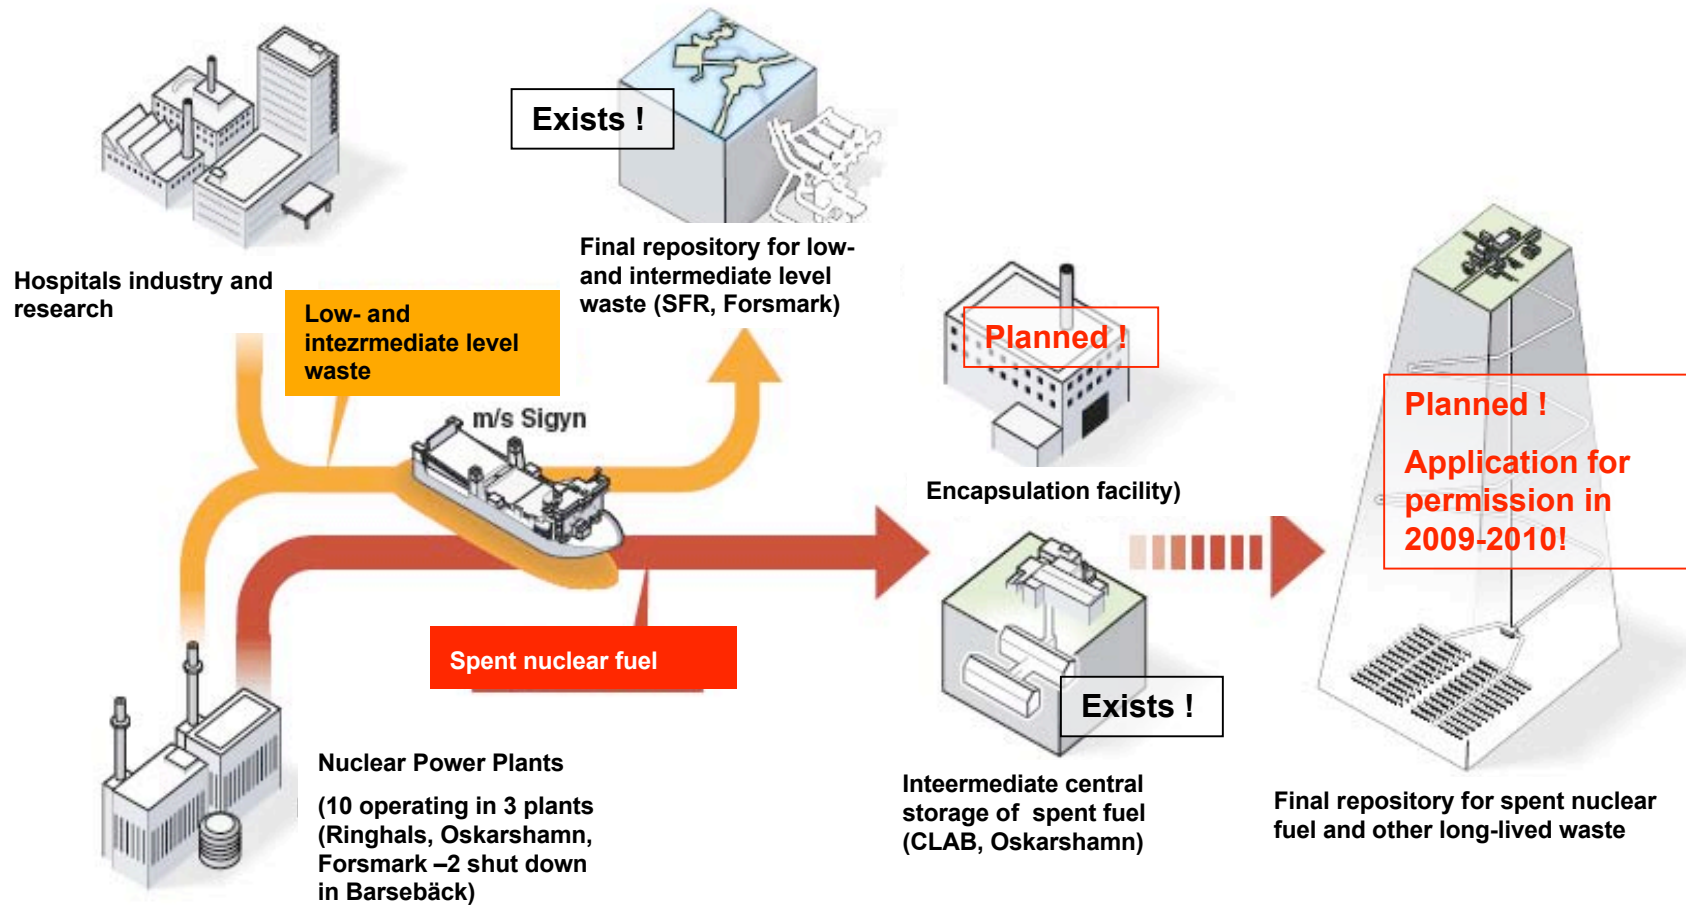 Exists !
Final repository for low-
and intermediate level
waste (SFR, Forsmark)
Hospitals industry and
research
Low- and
intezrmediate level
waste
m/s Sigyn
Planned !
Encapsulation facility)
Planned !
Application for
permission in
2009-2010!
Spent nuclear fuel
Exists !
Nuclear Power Plants
(10 operating in 3 plants
(Ringhals, Oskarshamn,
Forsmark –2 shut down
in Barsebäck)
Inteermediate central
storage of spent fuel
(CLAB, Oskarshamn)
Final repository for spent nuclear
fuel and other long-lived waste